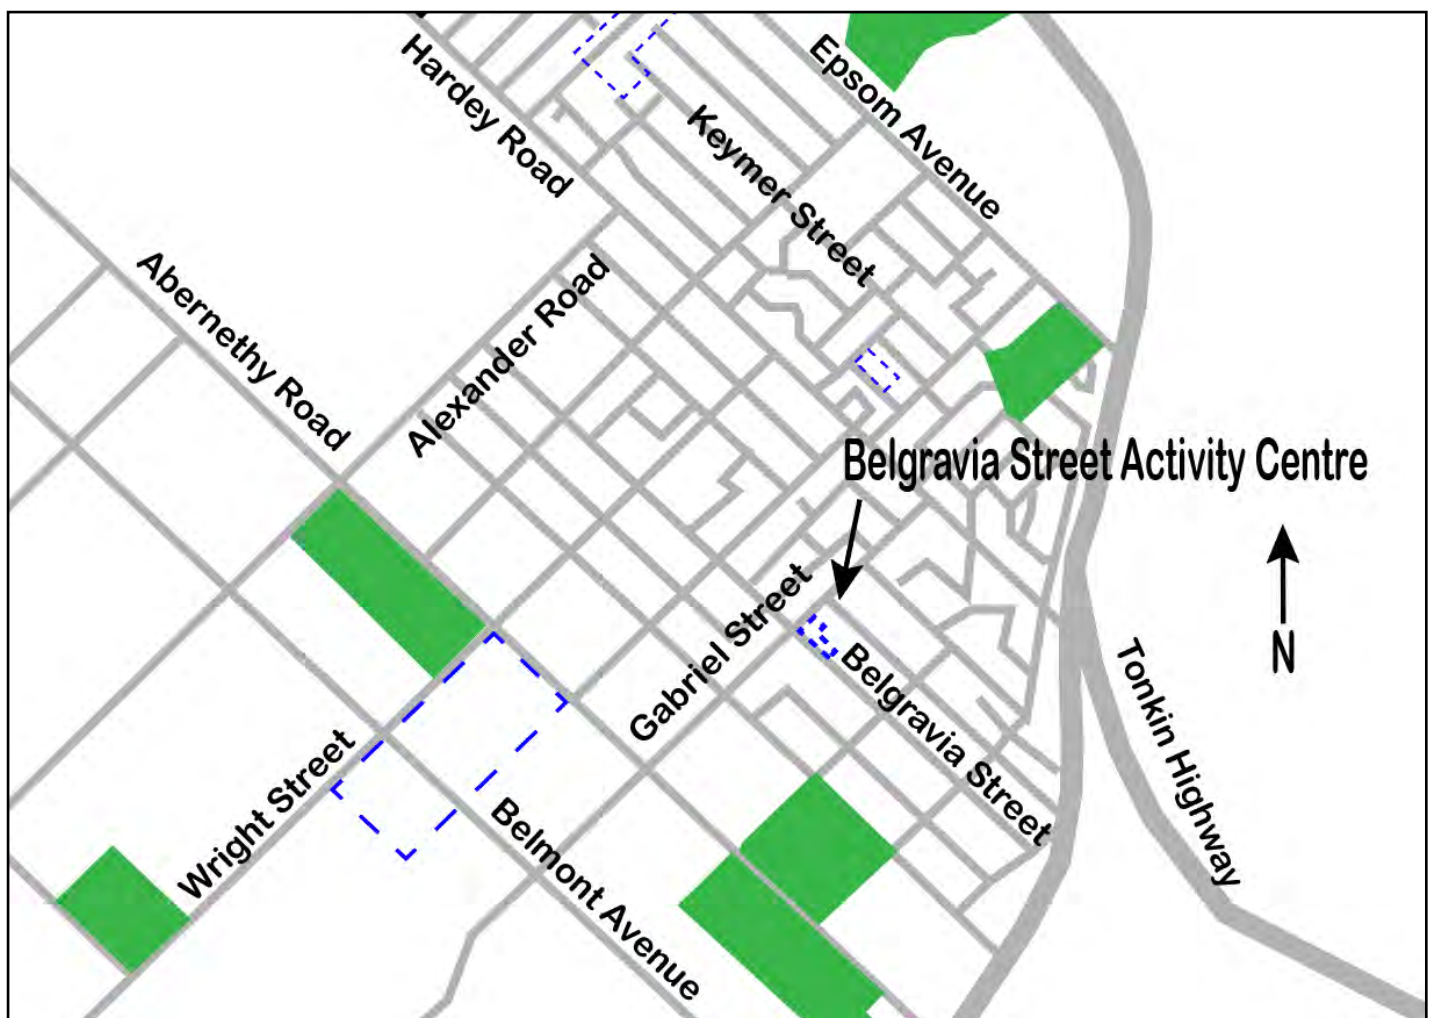 Hardey Road
Epsom Avenue
Keymer Street
Abernethy Road
Alexander Road
Belgravia Street Activity Centre
N
Gabriel Street
Belgravia Street
Tonkin Highway
Wright Street
Belmont Avenue